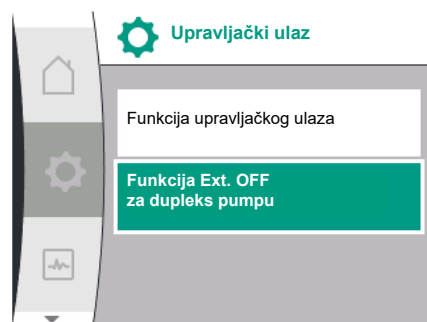 Upravljački ulaz
Funkcija upravljačkog ulaza
Funkcija Ext. OFF
za dupleks pumpu